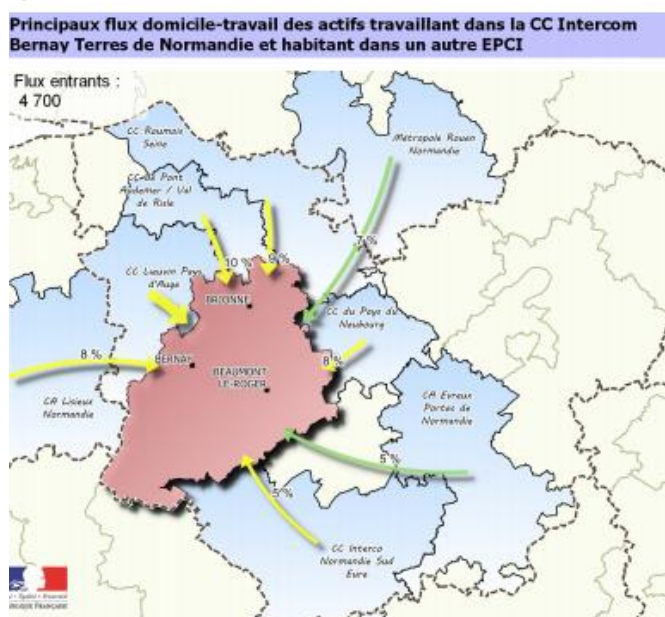 Principaux flux domicile-travail des actifs travaillant dans la CC Intercom
Bernay Terres de Normandie et habitant dans un autre EPCI
Flux entrants :
4 700
CC Roumois
Seine
Métropole Rouen
Normandie
CC de Pont
Audemer / Val
de Risle
7 %
10 %
9 %
CC Lieuvin Pays
d'Auge
BRIONNE
CC du Pays du
Neubourg
8 %
BERNAY
8 %
BEAUMONT
LE-ROGER
CA Lisieux
Normandie
CA Evreux
Portes de
Normandie
5 %
5 %
CC Interco
Normandie Sud
Eure